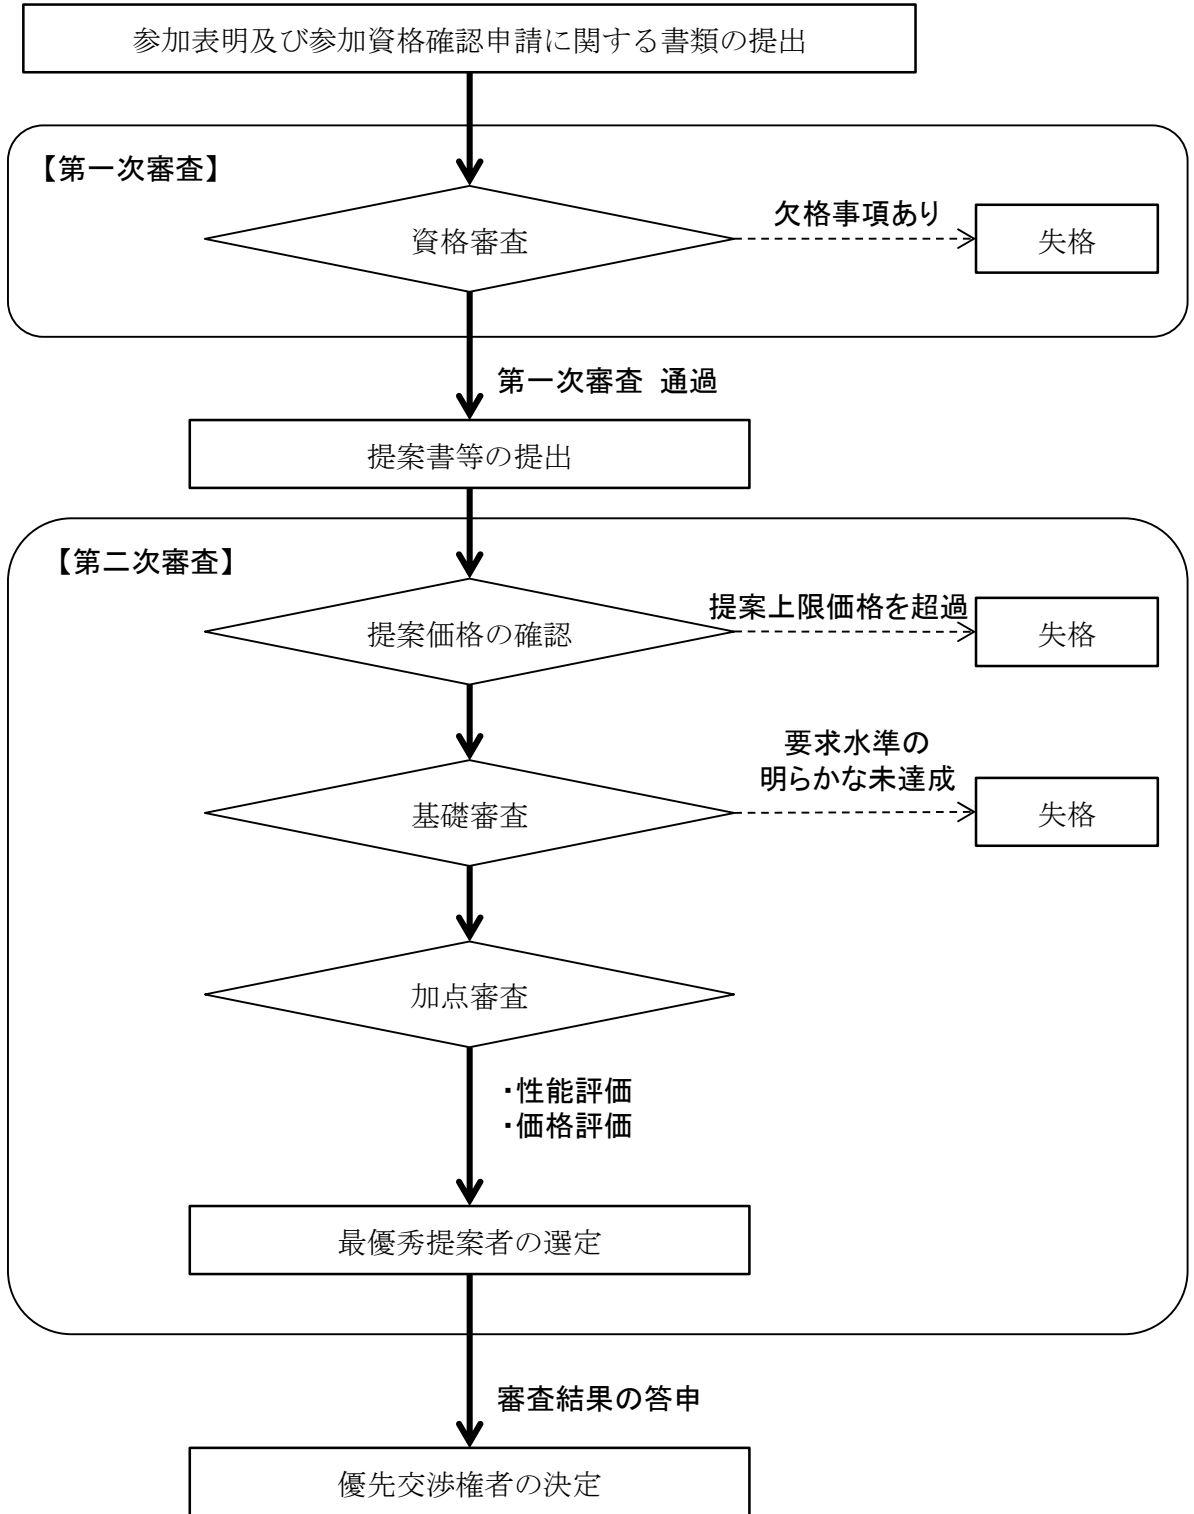 参加表明及び参加資格確認申請に関する書類の提出
【第一次審査】
資格審査
欠格事項あり
失格
第一次審査 通過
提案書等の提出
【第二次審査】
提案価格の確認
提案上限価格を超過
失格
基礎審査
要求水準の
明らかな未達成
失格
加点審査
・性能評価
・価格評価
最優秀提案者の選定
審査結果の答申
優先交渉権者の決定